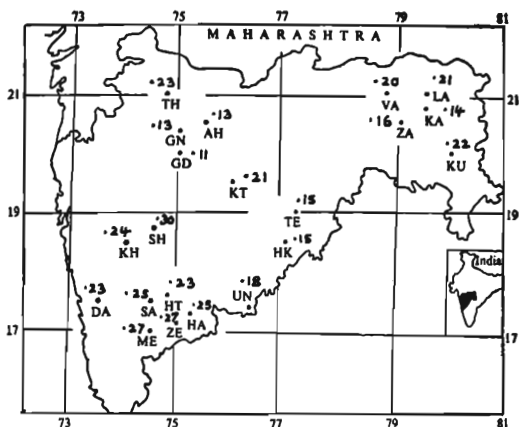 73 75 77 79 81
MAHARASHTRA
·23 ·20 ·21
21 TH VA LA 21
·13 ·13 ·16 ·14
GN AH ZA KA
·22
GD ·11 KU
·21
KT
·15
19 TE 19
·24 ·30 ·15
KH SH HK
India
·23 ·25 ·23 ·25 ·18
DA SA HT HA UN
17 ·27 ·27 17
ME ZE
73 75 77 79 81